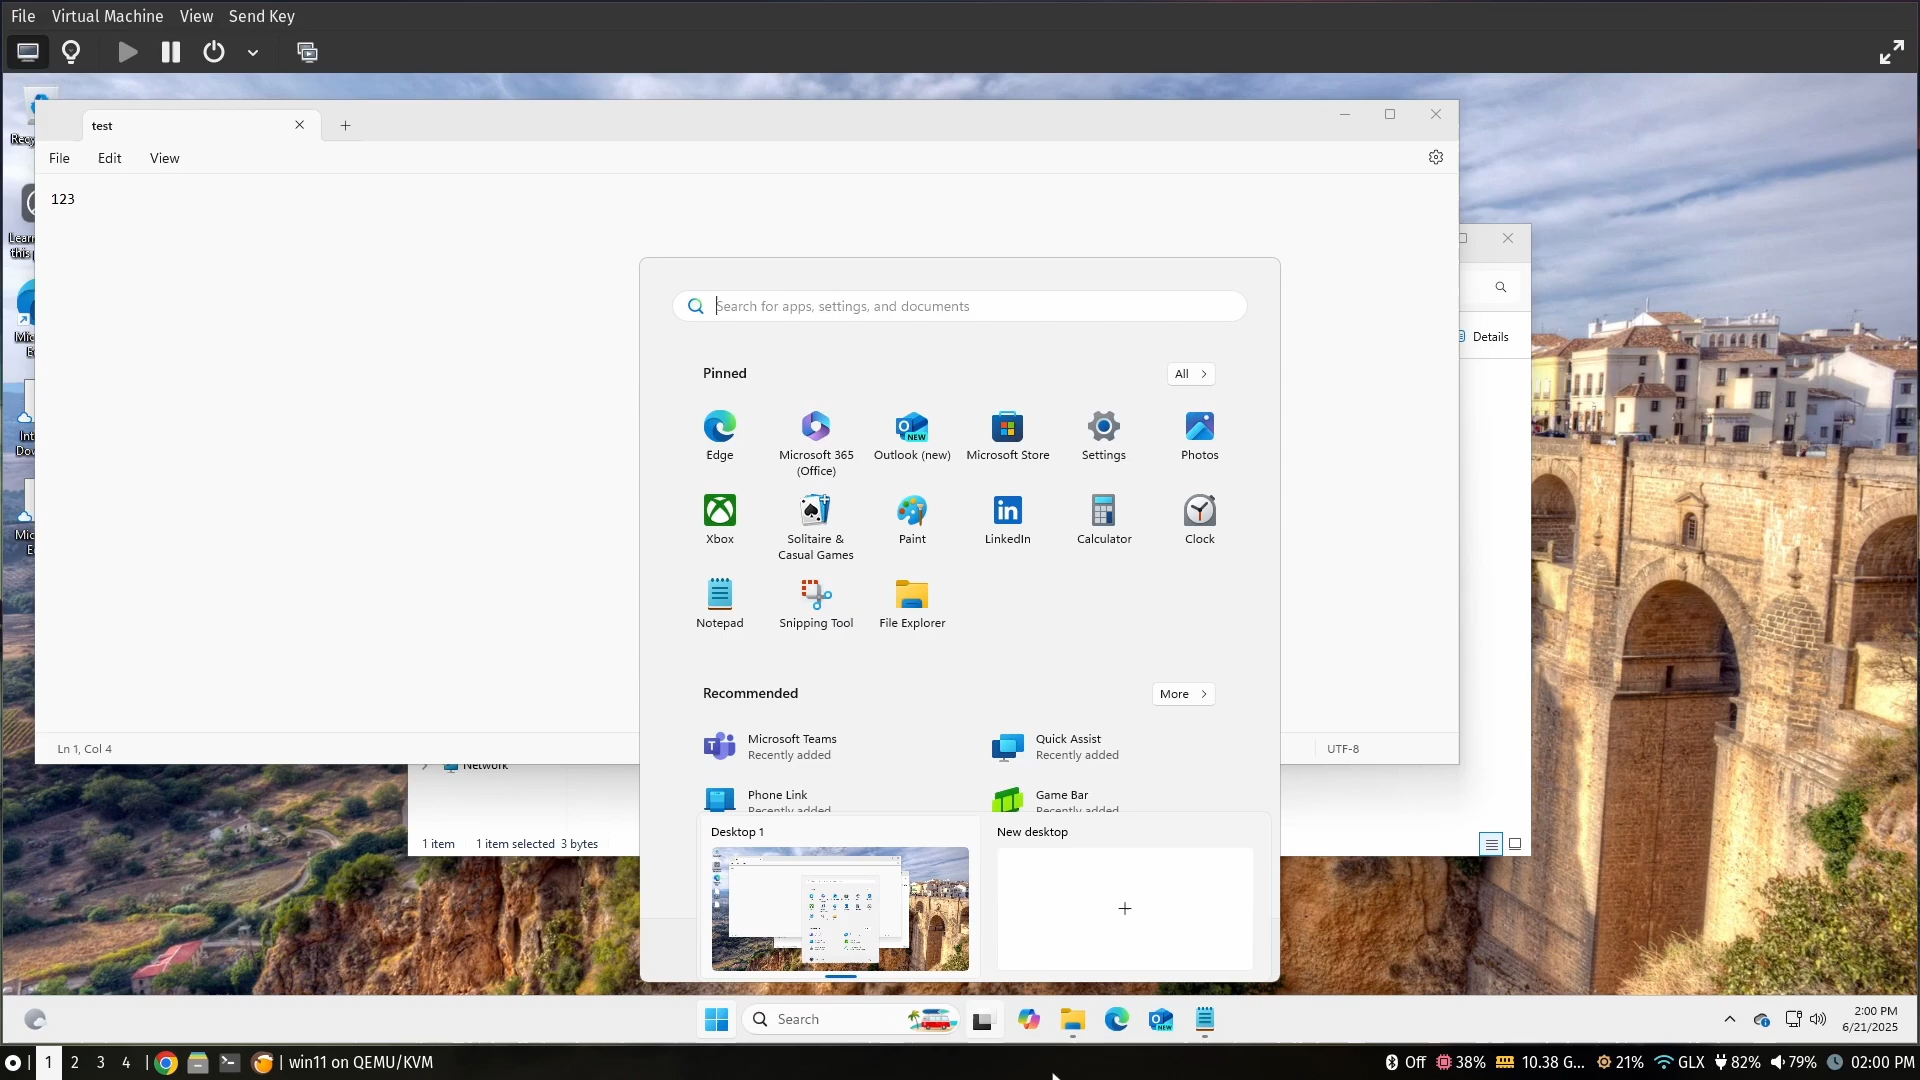 File Virtual Machine View Send Key
test
File Edit View
123
Search for apps, settings, and documents
Details
Pinned
All
Edge
Microsoft 365 (Office)
Outlook (new)
Microsoft Store
Settings
Photos
Xbox
Solitaire & Casual Games
Paint
LinkedIn
Calculator
Clock
Notepad
Snipping Tool
File Explorer
Recommended
More
Microsoft Teams
Recently added
Quick Assist
Recently added
Phone Link
Recently added
Game Bar
Recently added
Ln 1, Col 4
UTF-8
Network
1 item 1 item selected 3 bytes
Desktop 1
New desktop
Search
2:00 PM
6/21/2025
1 2 3 4 win11 on QEMU/KVM
Off 38% 10.38 G... 21% GLX 82% 79% 02:00 PM